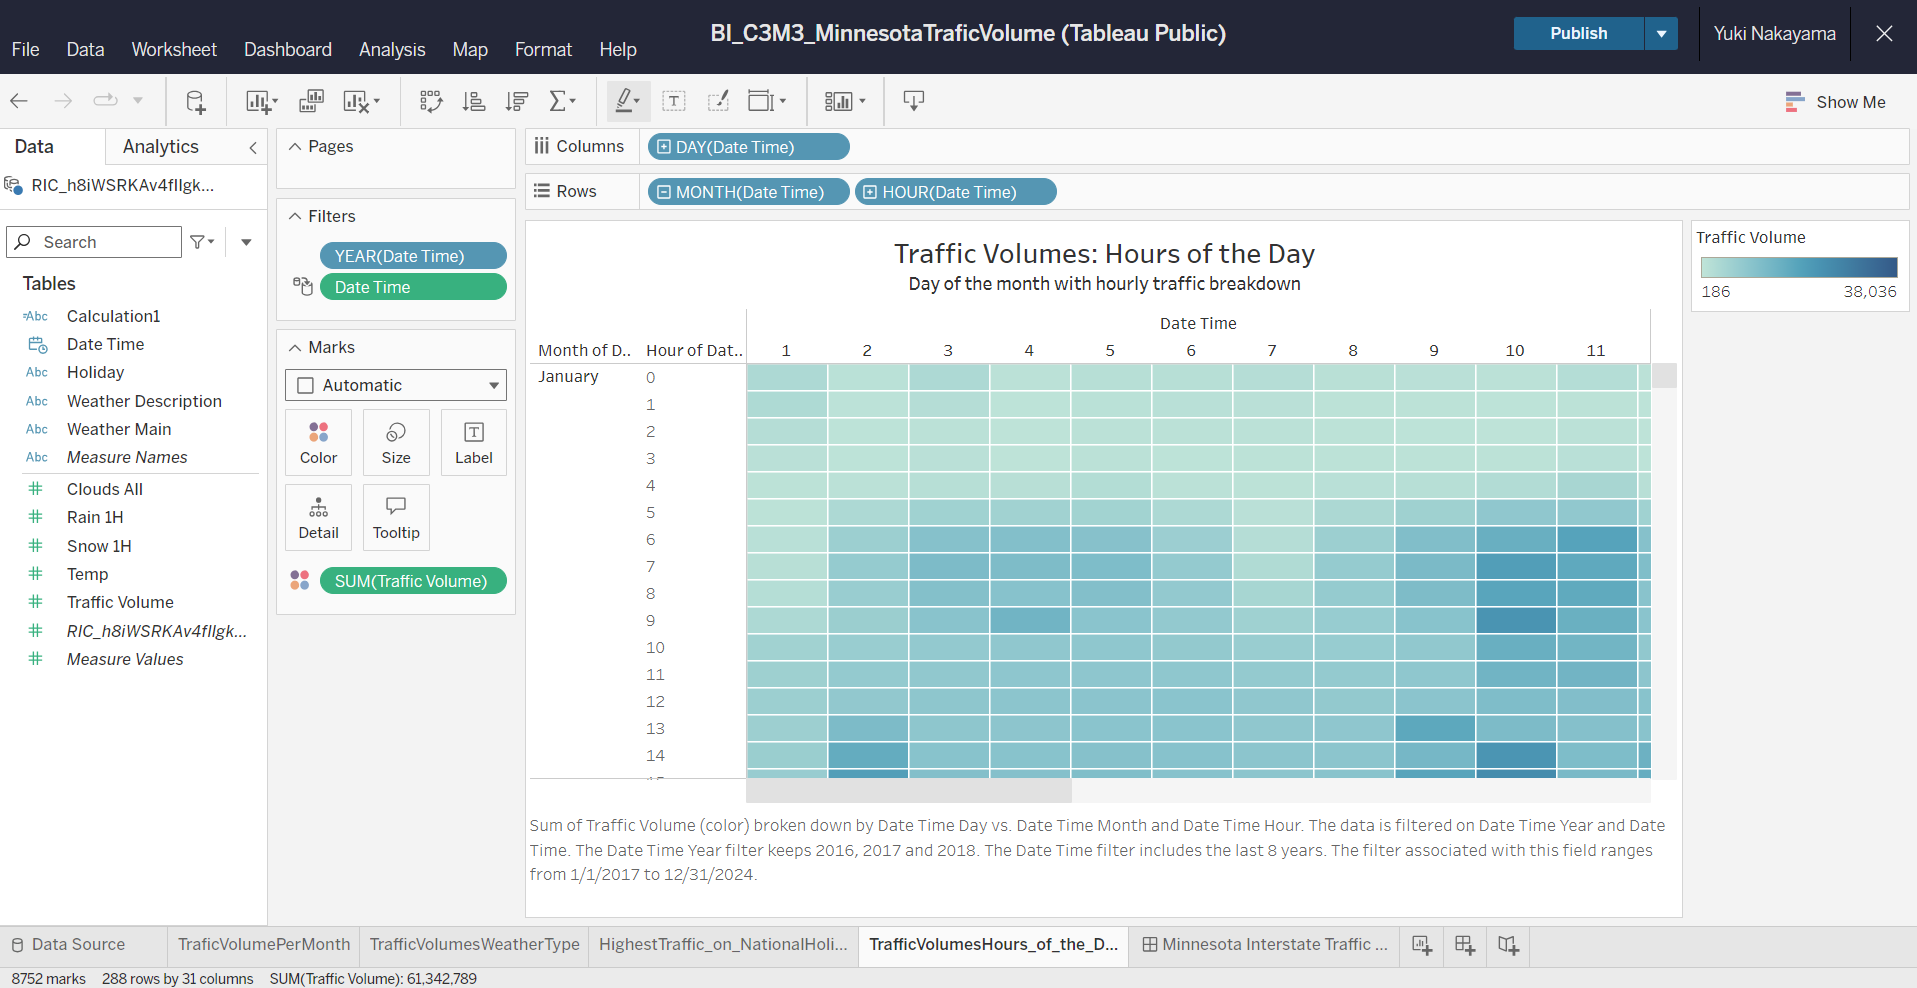 BI_C3M3_MinnesotaTraficVolume (Tableau Public)
File Data Worksheet Dashboard Analysis Map Format Help
Publish
Yuki Nakayama
Show Me
Data Analytics
RIC_h8iWSRKAv4fIlgk...
Search
Tables
Abc Calculation1
Date Time
Abc Holiday
Abc Weather Description
Abc Weather Main
Abc Measure Names
Clouds All
Rain 1H
Snow 1H
Temp
Traffic Volume
RIC_h8iWSRKAv4fIlgk...
Measure Values
Pages
Filters
YEAR(Date Time)
Date Time
Marks
Automatic
Color Size Label
Detail Tooltip
SUM(Traffic Volume)
Columns DAY(Date Time)
Rows MONTH(Date Time) HOUR(Date Time)
Traffic Volumes: Hours of the Day
Day of the month with hourly traffic breakdown
Date Time
Month of D.. Hour of Dat.. 1 2 3 4 5 6 7 8 9 10 11
January 0
1
2
3
4
5
6
7
8
9
10
11
12
13
14
Sum of Traffic Volume (color) broken down by Date Time Day vs. Date Time Month and Date Time Hour. The data is filtered on Date Time Year and Date
Time. The Date Time Year filter keeps 2016, 2017 and 2018. The Date Time filter includes the last 8 years. The filter associated with this field ranges
from 1/1/2017 to 12/31/2024.
Traffic Volume
186 38,036
Data Source TraficVolumePerMonth TrafficVolumesWeatherType HighestTraffic_on_NationalHoli... TrafficVolumesHours_of_the_D... Minnesota Interstate Traffic ...
8752 marks 288 rows by 31 columns SUM(Traffic Volume): 61,342,789